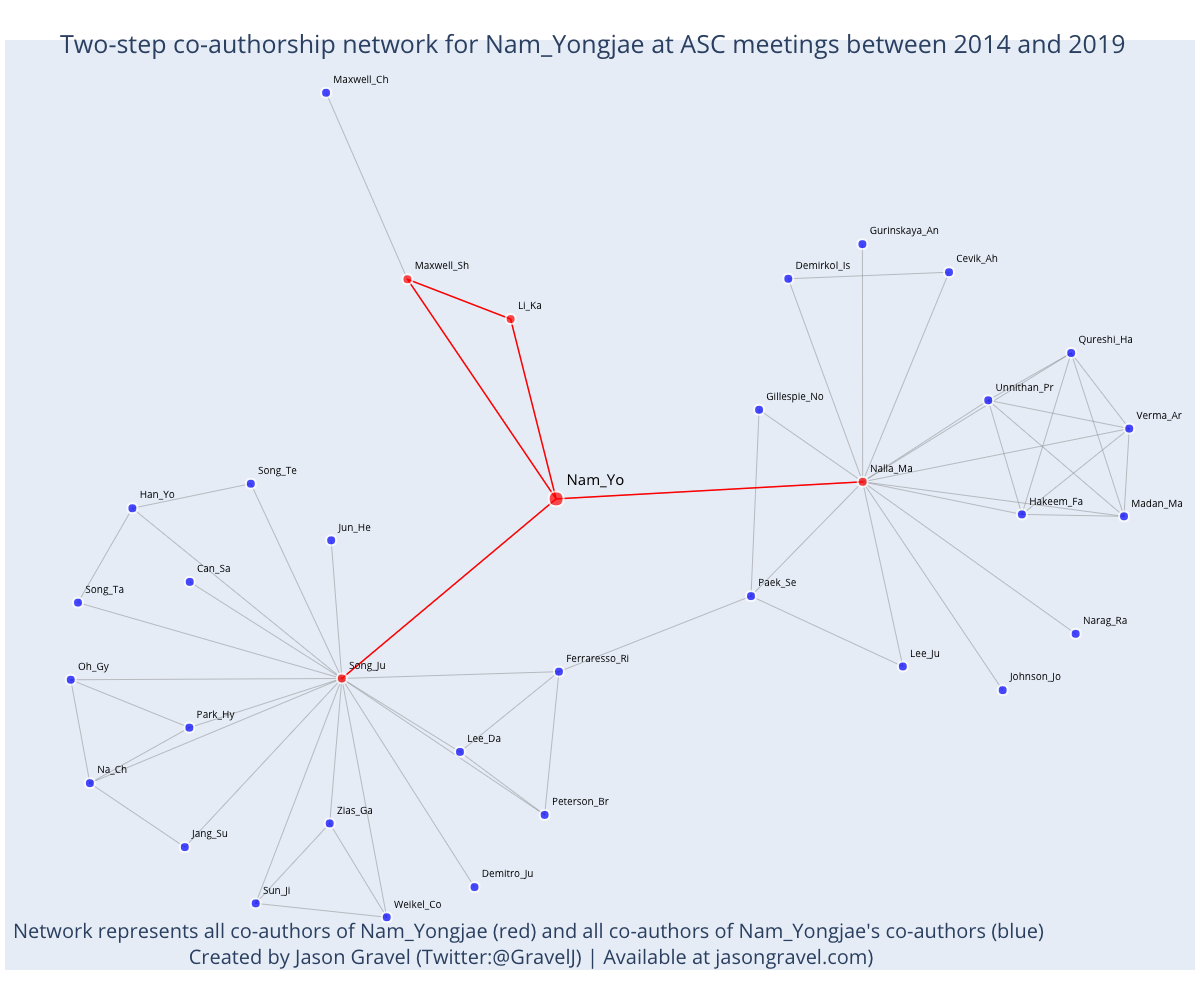 Two-step co-authorship network for Nam_Yongjae at ASC meetings between 2014 and 2019
Maxwell_Ch
Gurinskaya_An
Cevik_Ah
Demirkol_Is
Maxwell_Sh
Li_Ka
Qureshi_Ha
Unnithan_Pr
Gillespie_No
Verma_Ar
Nalla_Ma
Song_Te
Nam_Yo
Han_Yo
Hakeem_Fa
Madan_Ma
Jun_He
Can_Sa
Paek_Se
Song_Ta
Narag_Ra
Lee_Ju
Ferraresso_Ri
Song_Ju
Oh_Gy
Johnson_Jo
Park_Hy
Lee_Da
Na_Ch
Peterson_Br
Zias_Ga
Jang_Su
Demitro_Ju
Sun_Ji
Weikel_Co
Network represents all co-authors of Nam_Yongjae (red) and all co-authors of Nam_Yongjae's co-authors (blue)
Created by Jason Gravel (Twitter:@GravelJ) | Available at jasongravel.com)